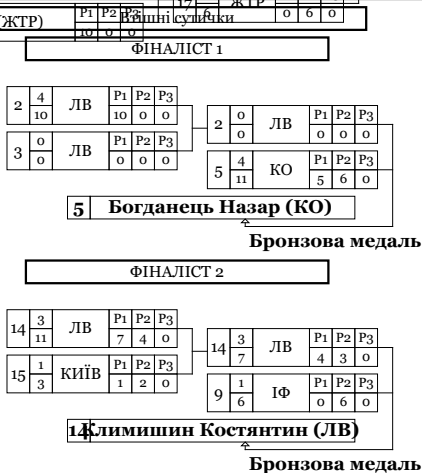 (ЖТР) P1 P2 P3
10 0 0
17 6 ЖТР 0 6 0
Втішні сутички
ФІНАЛІСТ 1
2 4 ЛВ P1 P2 P3
10 10 0 0
2 0 ЛВ P1 P2 P3
0 0 0 0
3 0 ЛВ P1 P2 P3
0 0 0 0
5 4 КО P1 P2 P3
11 5 6 0
5 Богданець Назар (КО)
Бронзова медаль
ФІНАЛІСТ 2
14 3 ЛВ P1 P2 P3
11 7 4 0
14 3 ЛВ P1 P2 P3
7 4 3 0
15 1 КИЇВ P1 P2 P3
3 1 2 0
9 1 ІФ P1 P2 P3
6 0 6 0
14 Климишин Костянтин (ЛВ)
Бронзова медаль